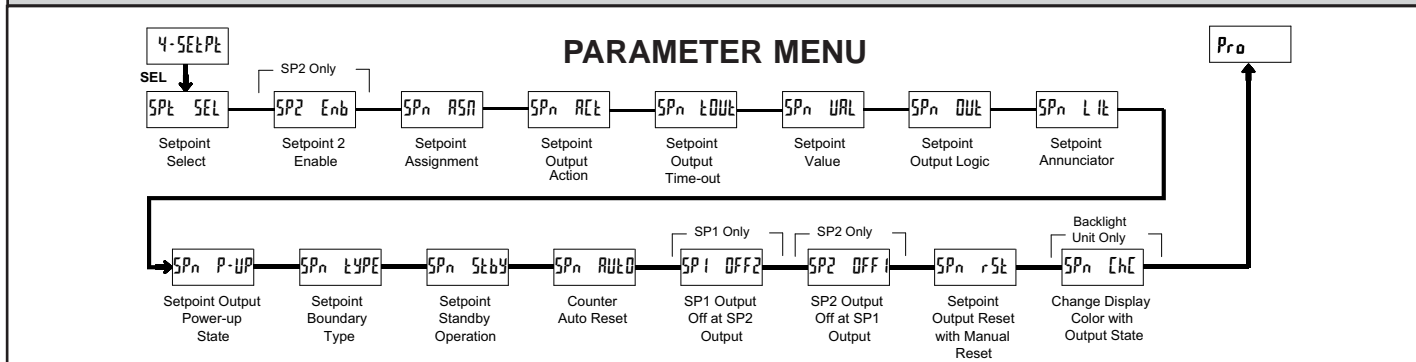 4-SEtPt
PARAMETER MENU
Pro
SEL
SP2 Only
SPt SEL
SP2 Enb
SPn ASN
SPn ACt
SPn tOUt
SPn VAL
SPn OUt
SPn LIt
Setpoint
Select
Setpoint 2
Enable
Setpoint
Assignment
Setpoint
Output
Action
Setpoint
Output
Time-out
Setpoint
Value
Setpoint
Output Logic
Setpoint
Annunciator
SP1 Only
SP2 Only
Backlight
Unit Only
SPn P-UP
SPn tYPE
SPn StbY
SPn AUtO
SP1 OFF2
SP2 OFF1
SPn rSt
SPn ChC
Setpoint Output
Power-up
State
Setpoint
Boundary
Type
Setpoint
Standby
Operation
Counter
Auto Reset
SP1 Output
Off at SP2
Output
SP2 Output
Off at SP1
Output
Setpoint
Output Reset
with Manual
Reset
Change Display
Color with
Output State